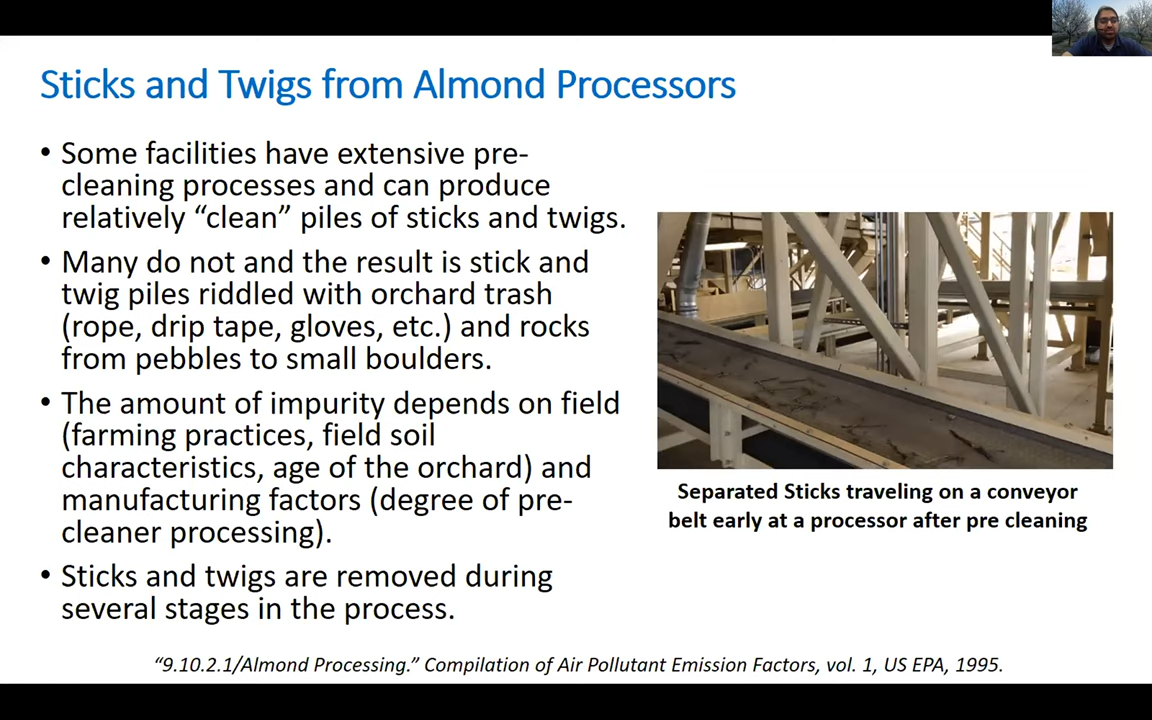 Sticks and Twigs from Almond Processors
• Some facilities have extensive pre-
cleaning processes and can produce
relatively “clean” piles of sticks and twigs.
• Many do not and the result is stick and
twig piles riddled with orchard trash
(rope, drip tape, gloves, etc.) and rocks
from pebbles to small boulders.
• The amount of impurity depends on field
(farming practices, field soil
characteristics, age of the orchard) and
manufacturing factors (degree of pre-
cleaner processing).
• Sticks and twigs are removed during
several stages in the process.
Separated Sticks traveling on a conveyor
belt early at a processor after pre cleaning
“9.10.2.1/Almond Processing.” Compilation of Air Pollutant Emission Factors, vol. 1, US EPA, 1995.